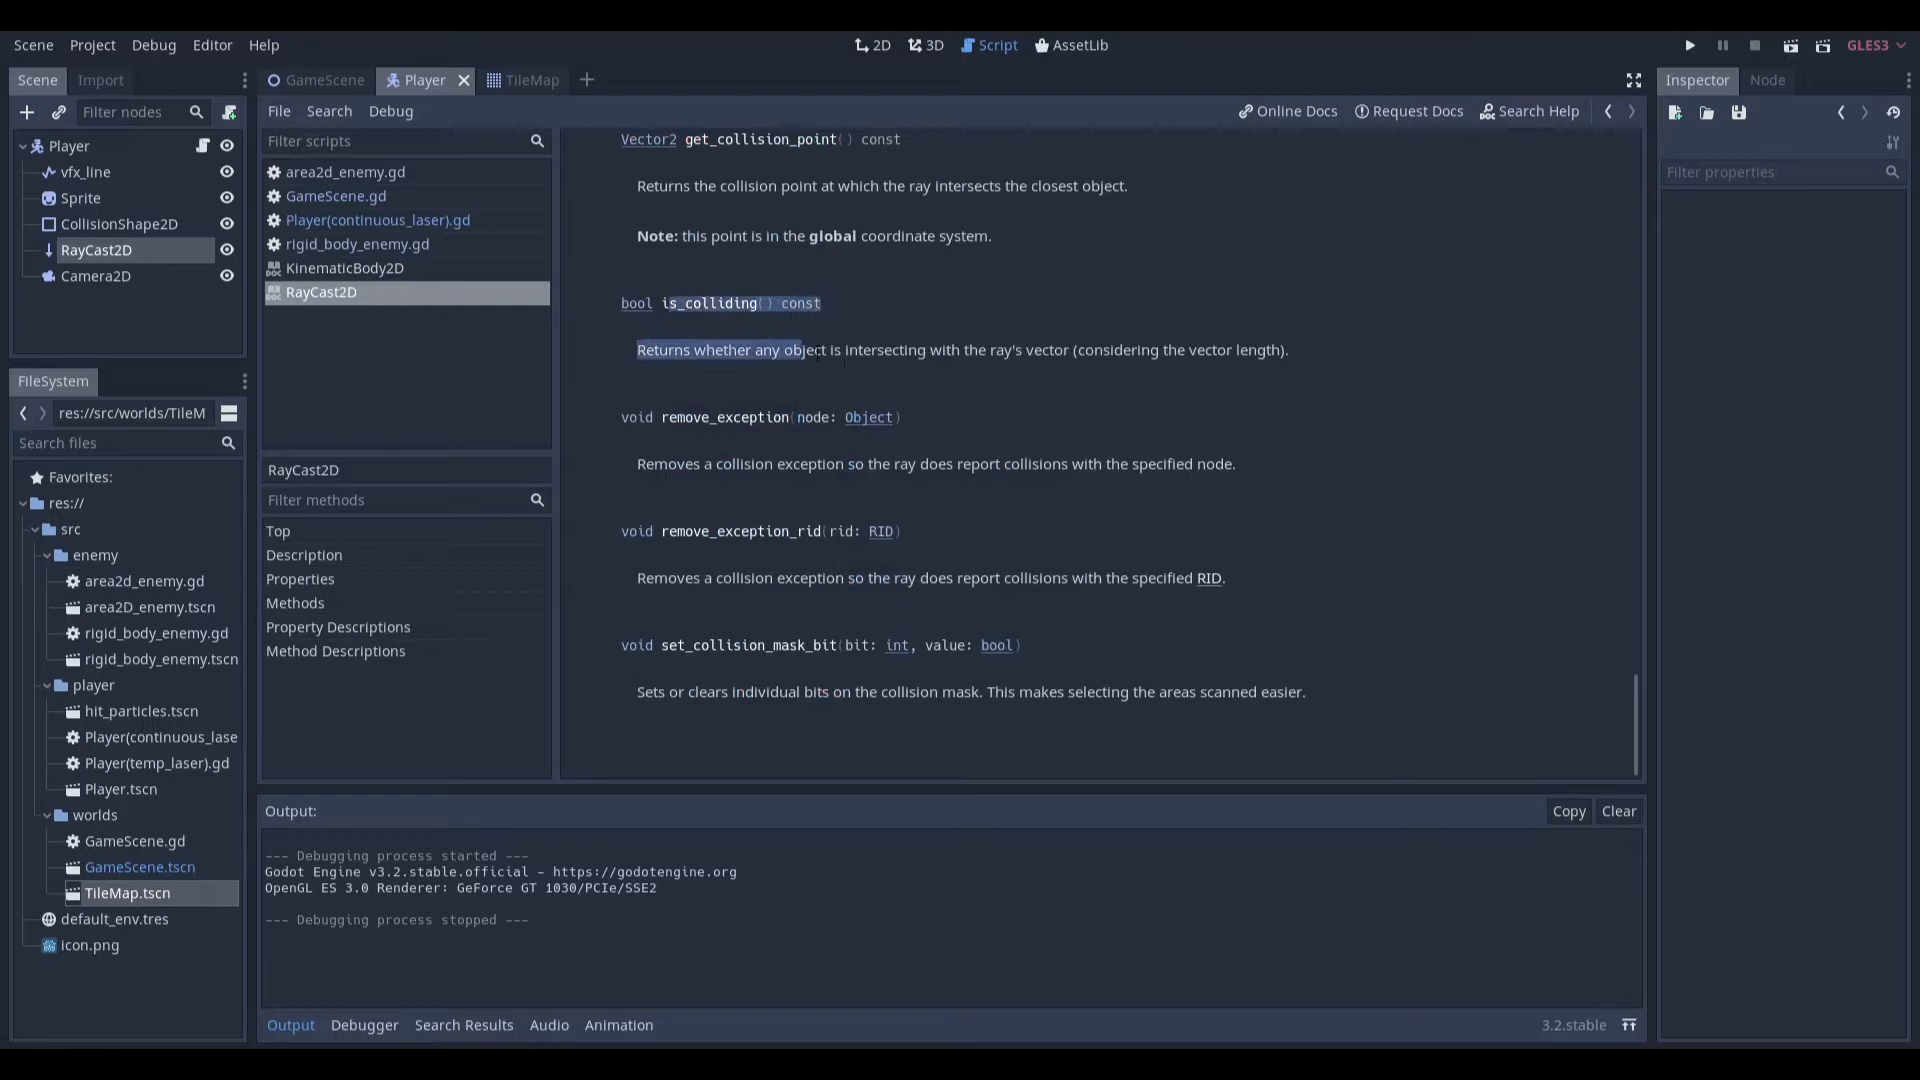 Scene Project Debug Editor Help
2D 3D Script AssetLib
GLES3
Scene Import
Filter nodes
Player
vfx_line
Sprite
CollisionShape2D
RayCast2D
Camera2D
FileSystem
res://src/worlds/TileM
Search files
Favorites:
res://
src
enemy
area2d_enemy.gd
area2D_enemy.tscn
rigid_body_enemy.gd
rigid_body_enemy.tscn
player
hit_particles.tscn
Player(continuous_lase
Player(temp_laser).gd
Player.tscn
worlds
GameScene.gd
GameScene.tscn
TileMap.tscn
default_env.tres
icon.png
GameScene Player TileMap
File Search Debug
Online Docs Request Docs Search Help
Filter scripts
area2d_enemy.gd
GameScene.gd
Player(continuous_laser).gd
rigid_body_enemy.gd
KinematicBody2D
RayCast2D
RayCast2D
Filter methods
Top
Description
Properties
Methods
Property Descriptions
Method Descriptions
Vector2 get_collision_point() const
Returns the collision point at which the ray intersects the closest object.
Note: this point is in the global coordinate system.
bool is_colliding() const
Returns whether any object is intersecting with the ray's vector (considering the vector length).
void remove_exception(node: Object)
Removes a collision exception so the ray does report collisions with the specified node.
void remove_exception_rid(rid: RID)
Removes a collision exception so the ray does report collisions with the specified RID.
void set_collision_mask_bit(bit: int, value: bool)
Sets or clears individual bits on the collision mask. This makes selecting the areas scanned easier.
Output:
Copy Clear
--- Debugging process started ---
Godot Engine v3.2.stable.official - https://godotengine.org
OpenGL ES 3.0 Renderer: GeForce GT 1030/PCIe/SSE2
--- Debugging process stopped ---
Output Debugger Search Results Audio Animation
3.2.stable
Inspector Node
Filter properties